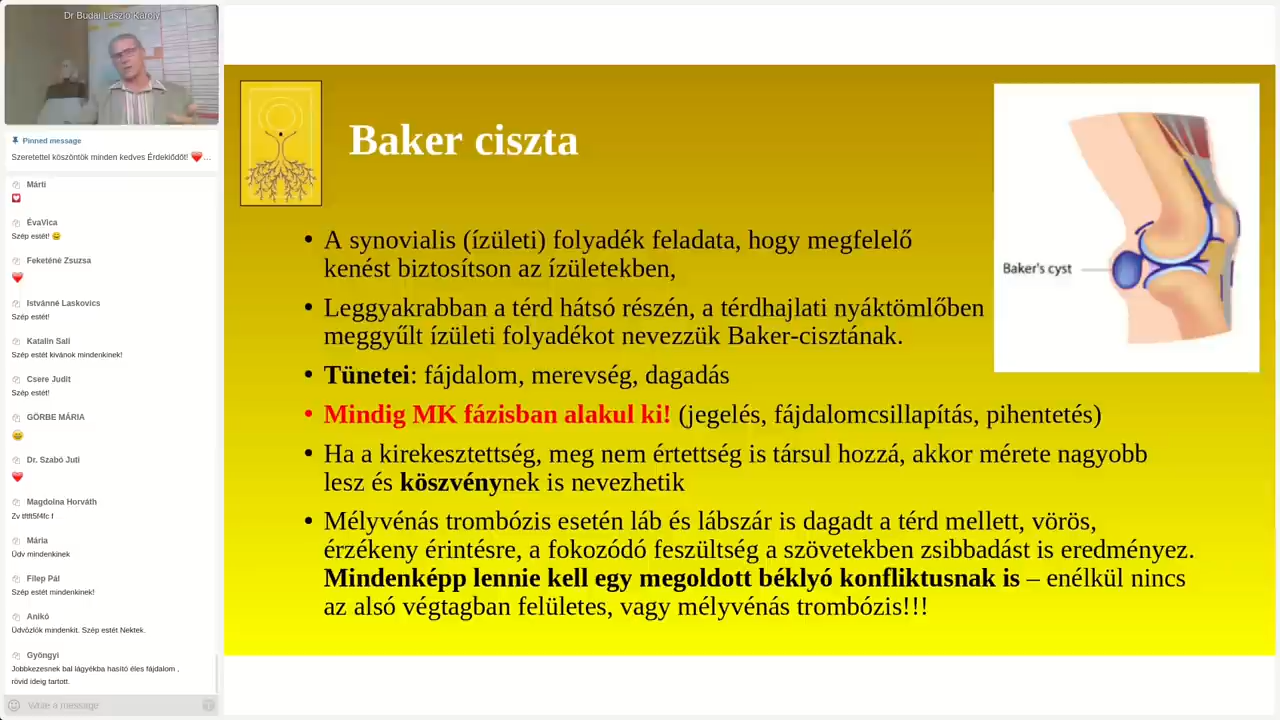 Dr Budai László Károly
Pinned message
Szeretettel köszöntök minden kedves Érdeklődőt! ❤️…
Márti
💟
ÉvaVica
Szép estét! 😊
Feketéné Zsuzsa
❤️
Istvánné Laskovics
Szép estét!
Katalin Sali
Szép estét kívánok mindenkinek!
Csere Judit
Szép estét!
GÖRBE MÁRIA
😊
Dr. Szabó Juti
❤️
Magdolna Horváth
Zv tftft5f4fc f
Mária
Üdv mindenkinek
Filep Pál
Szép estét mindenkinek!
Anikó
Üdvözlök mindenkit. Szép estét Nektek.
Gyöngyi
Jobbkezesnek bal lágyékba hasító éles fájdalom ,
rövid ideig tartott.
Write a message
Baker ciszta
• A synovialis (ízületi) folyadék feladata, hogy megfelelő
kenést biztosítson az ízületekben,
• Leggyakrabban a térd hátsó részén, a térdhajlati nyáktömlőben
meggyűlt ízületi folyadékot nevezzük Baker-cisztának.
• Tünetei: fájdalom, merevség, dagadás
• Mindig MK fázisban alakul ki! (jegelés, fájdalomcsillapítás, pihentetés)
• Ha a kirekesztettség, meg nem értettség is társul hozzá, akkor mérete nagyobb
lesz és köszvénynek is nevezhetik
• Mélyvénás trombózis esetén láb és lábszár is dagadt a térd mellett, vörös,
érzékeny érintésre, a fokozódó feszültség a szövetekben zsibbadást is eredményez.
Mindenképp lennie kell egy megoldott béklyó konfliktusnak is – enélkül nincs
az alsó végtagban felületes, vagy mélyvénás trombózis!!!
Baker's cyst